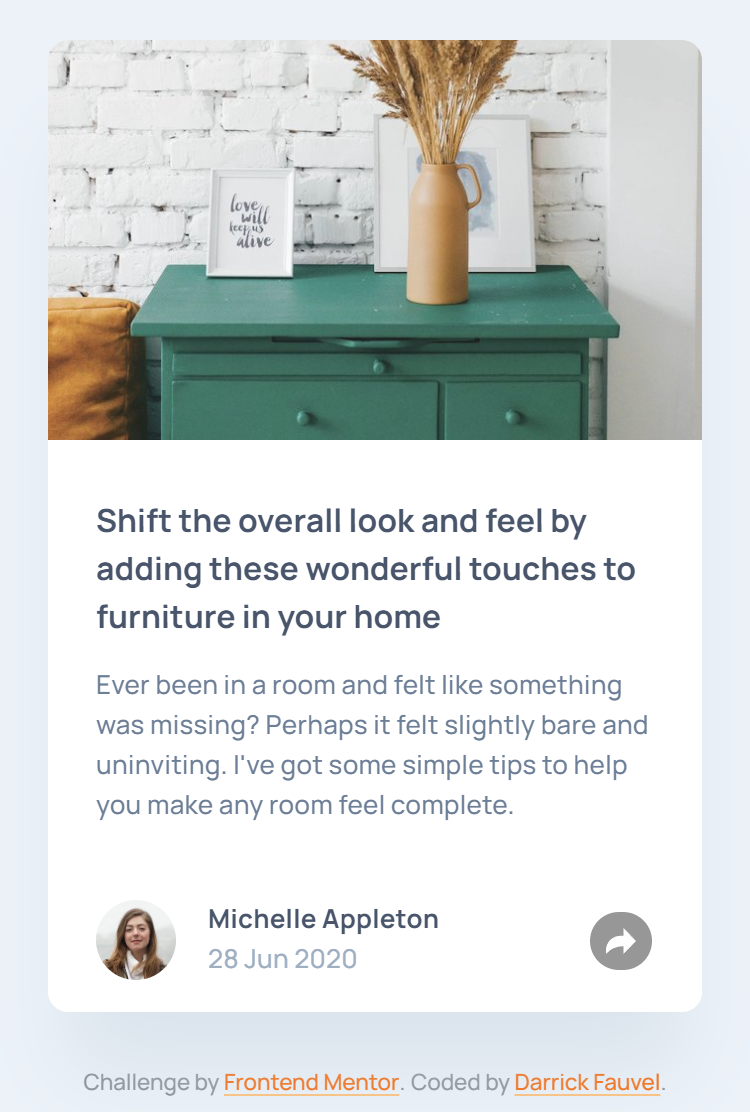 love
will
keep us
alive
Shift the overall look and feel by
adding these wonderful touches to
furniture in your home
Ever been in a room and felt like something
was missing? Perhaps it felt slightly bare and
uninviting. I've got some simple tips to help
you make any room feel complete.
Michelle Appleton
28 Jun 2020
Challenge by Frontend Mentor. Coded by Darrick Fauvel.